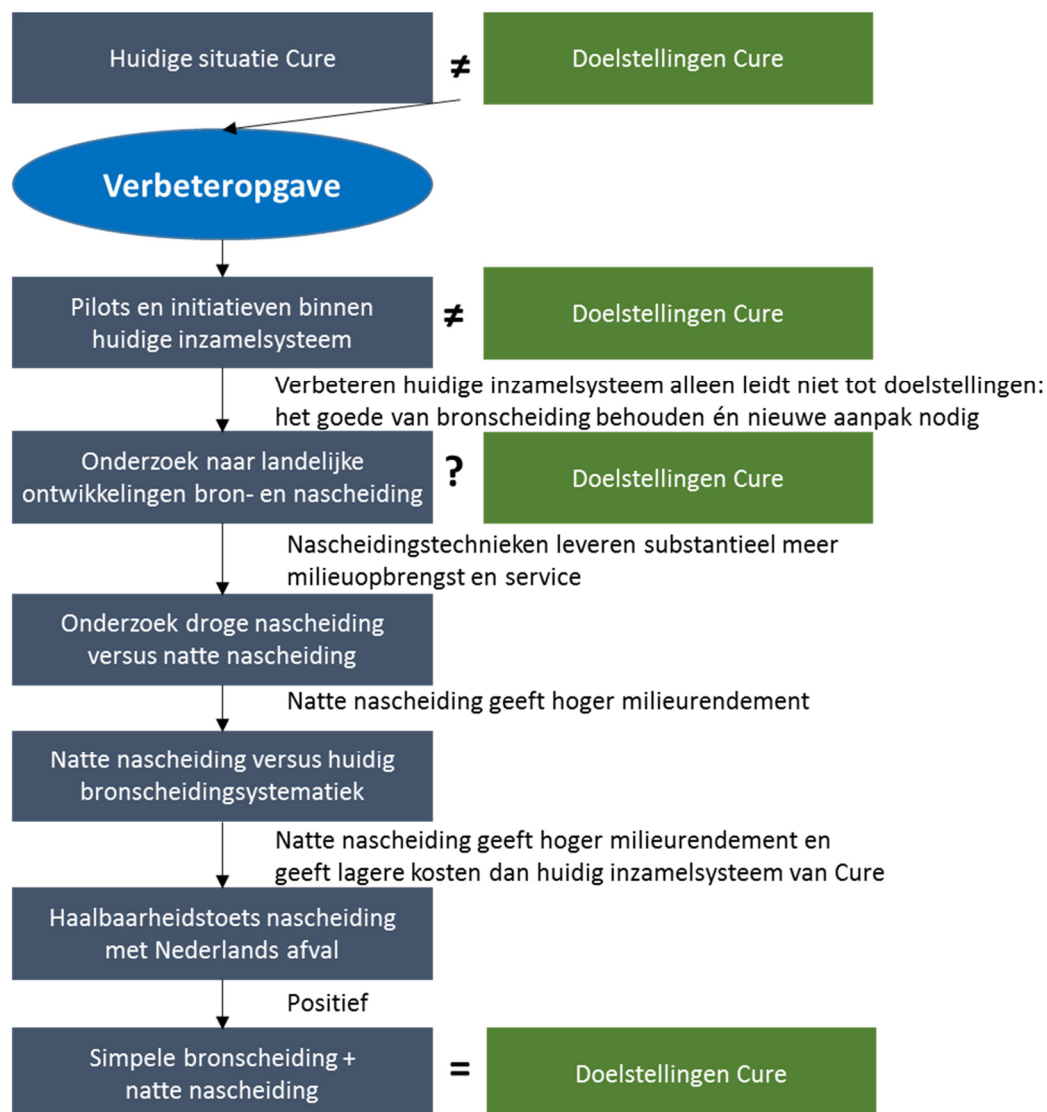 Huidige situatie Cure
≠
Doelstellingen Cure
Verbeteropgave
Pilots en initiatieven binnen
huidige inzamelsysteem
≠
Doelstellingen Cure
Verbeteren huidige inzamelsysteem alleen leidt niet tot doelstellingen:
het goede van bronscheiding behouden én nieuwe aanpak nodig
Onderzoek naar landelijke
ontwikkelingen bron- en nascheiding
?
Doelstellingen Cure
Nascheidingstechnieken leveren substantieel meer
milieuopbrengst en service
Onderzoek droge nascheiding
versus natte nascheiding
Natte nascheiding geeft hoger milieurendement
Natte nascheiding versus huidig
bronscheidingsystematiek
Natte nascheiding geeft hoger milieurendement en
geeft lagere kosten dan huidig inzamelsysteem van Cure
Haalbaarheidstoets nascheiding
met Nederlands afval
Positief
Simpele bronscheiding +
natte nascheiding
=
Doelstellingen Cure